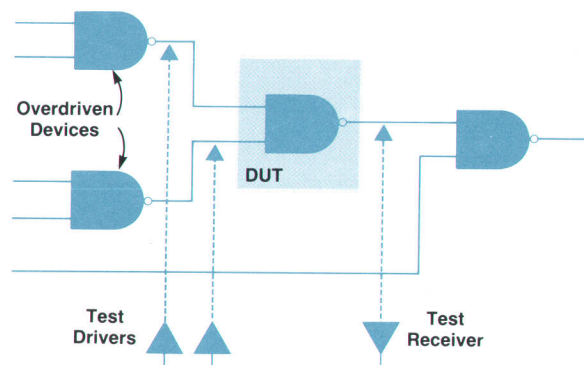 Overdriven
Devices
DUT
Test
Drivers
Test
Receiver